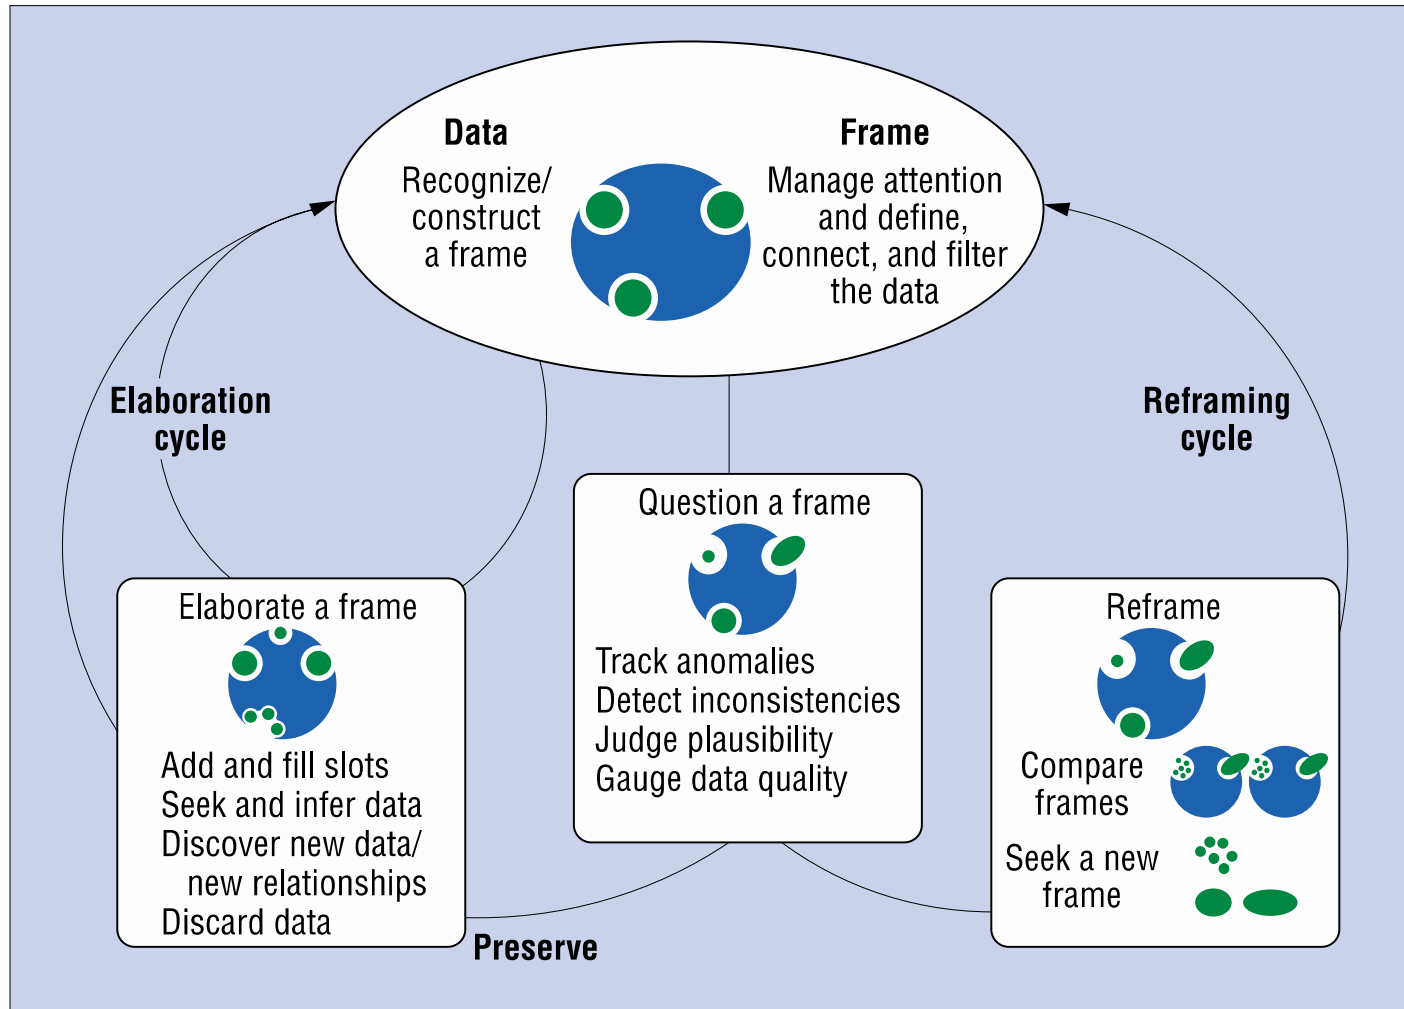 Data
Recognize/
construct
a frame
Frame
Manage attention
and define,
connect, and filter
the data
Elaboration
cycle
Reframing
cycle
Question a frame
Track anomalies
Detect inconsistencies
Judge plausibility
Gauge data quality
Elaborate a frame
Add and fill slots
Seek and infer data
Discover new data/
new relationships
Discard data
Reframe
Compare
frames
Seek a new
frame
Preserve